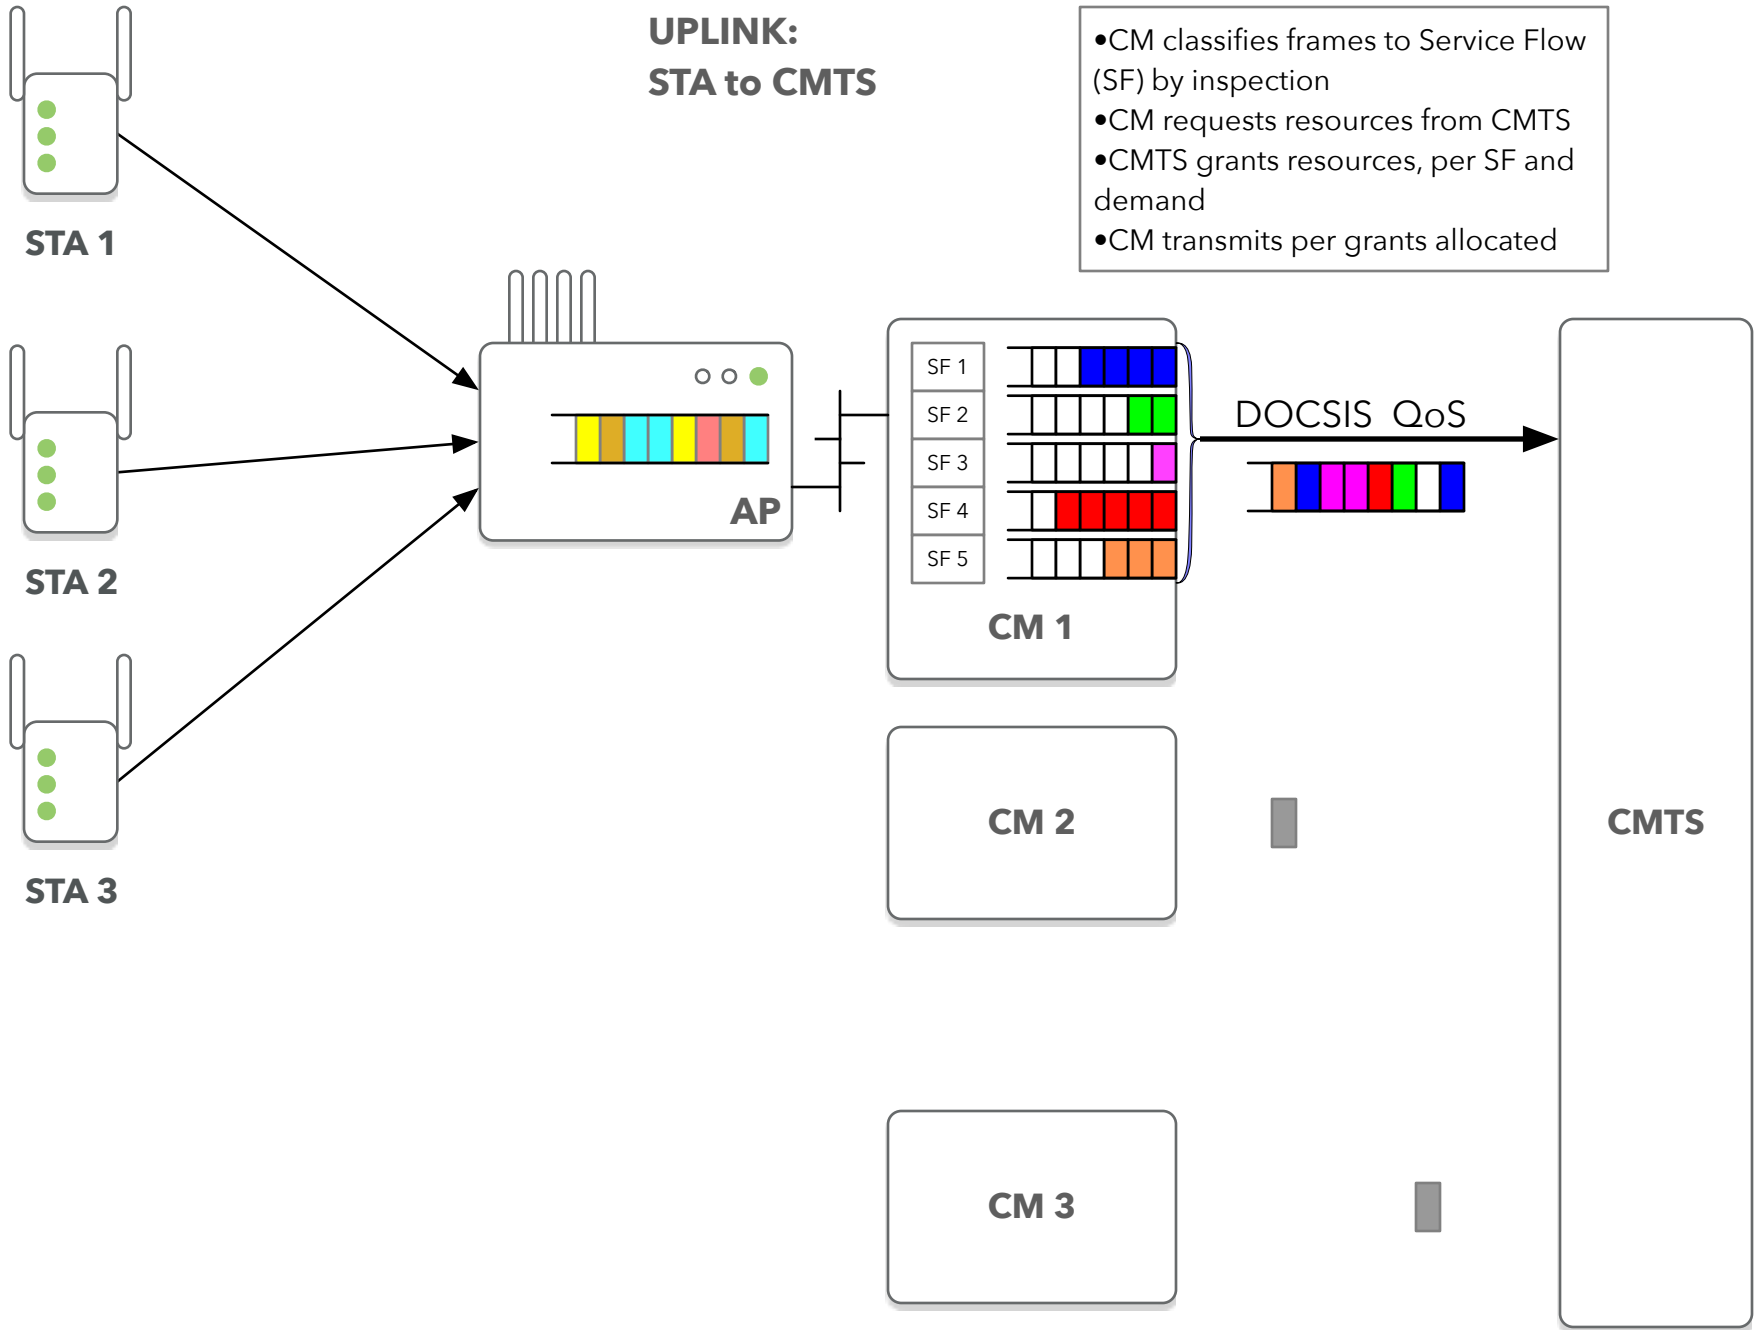 UPLINK:
STA to CMTS
•CM classifies frames to Service Flow
(SF) by inspection
•CM requests resources from CMTS
•CMTS grants resources, per SF and
demand
•CM transmits per grants allocated
STA 1
STA 2
STA 3
AP
SF 1
SF 2
SF 3
SF 4
SF 5
CM 1
DOCSIS QoS
CM 2
CM 3
CMTS